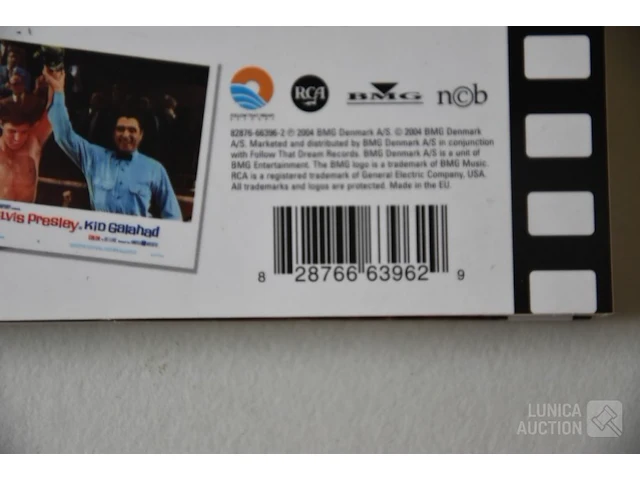 RCA
BMG
n©b
82876-66396-2 ℗ 2004 BMG Denmark A/S. © 2004 BMG Denmark
A/S. Marketed and distributed by BMG Denmark A/S in conjunction
with Follow That Dream Records. BMG Denmark A/S is a unit of
BMG Entertainment. The BMG logo is a trademark of BMG Music.
RCA is a registered trademark of General Electric Company, USA.
All trademarks and logos are protected. Made in the EU.
Elvis Presley Kid Galahad
8 28766 63962 9
LUNICA
AUCTION